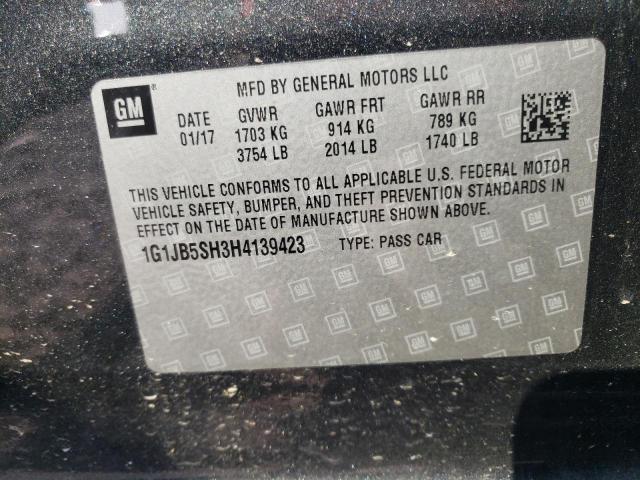 GM
MFD BY GENERAL MOTORS LLC
DATE GVWR GAWR FRT GAWR RR
01/17 1703 KG 914 KG 789 KG
3754 LB 2014 LB 1740 LB
THIS VEHICLE CONFORMS TO ALL APPLICABLE U.S. FEDERAL MOTOR
VEHICLE SAFETY, BUMPER, AND THEFT PREVENTION STANDARDS IN
EFFECT ON THE DATE OF MANUFACTURE SHOWN ABOVE.
1G1JB5SH3H4139423 TYPE: PASS CAR